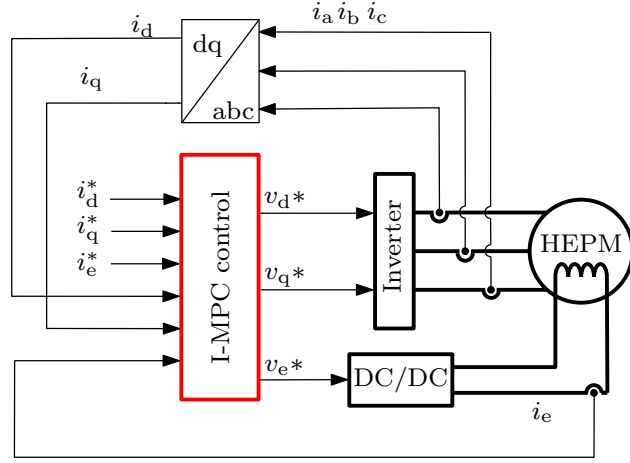 i_d
i_a i_b i_c
dq
i_q
abc
i_d^*
v_d*
i_q^*
HEPM
i_e^*
I-MPC control
Inverter
v_q*
v_e*
DC/DC
i_e